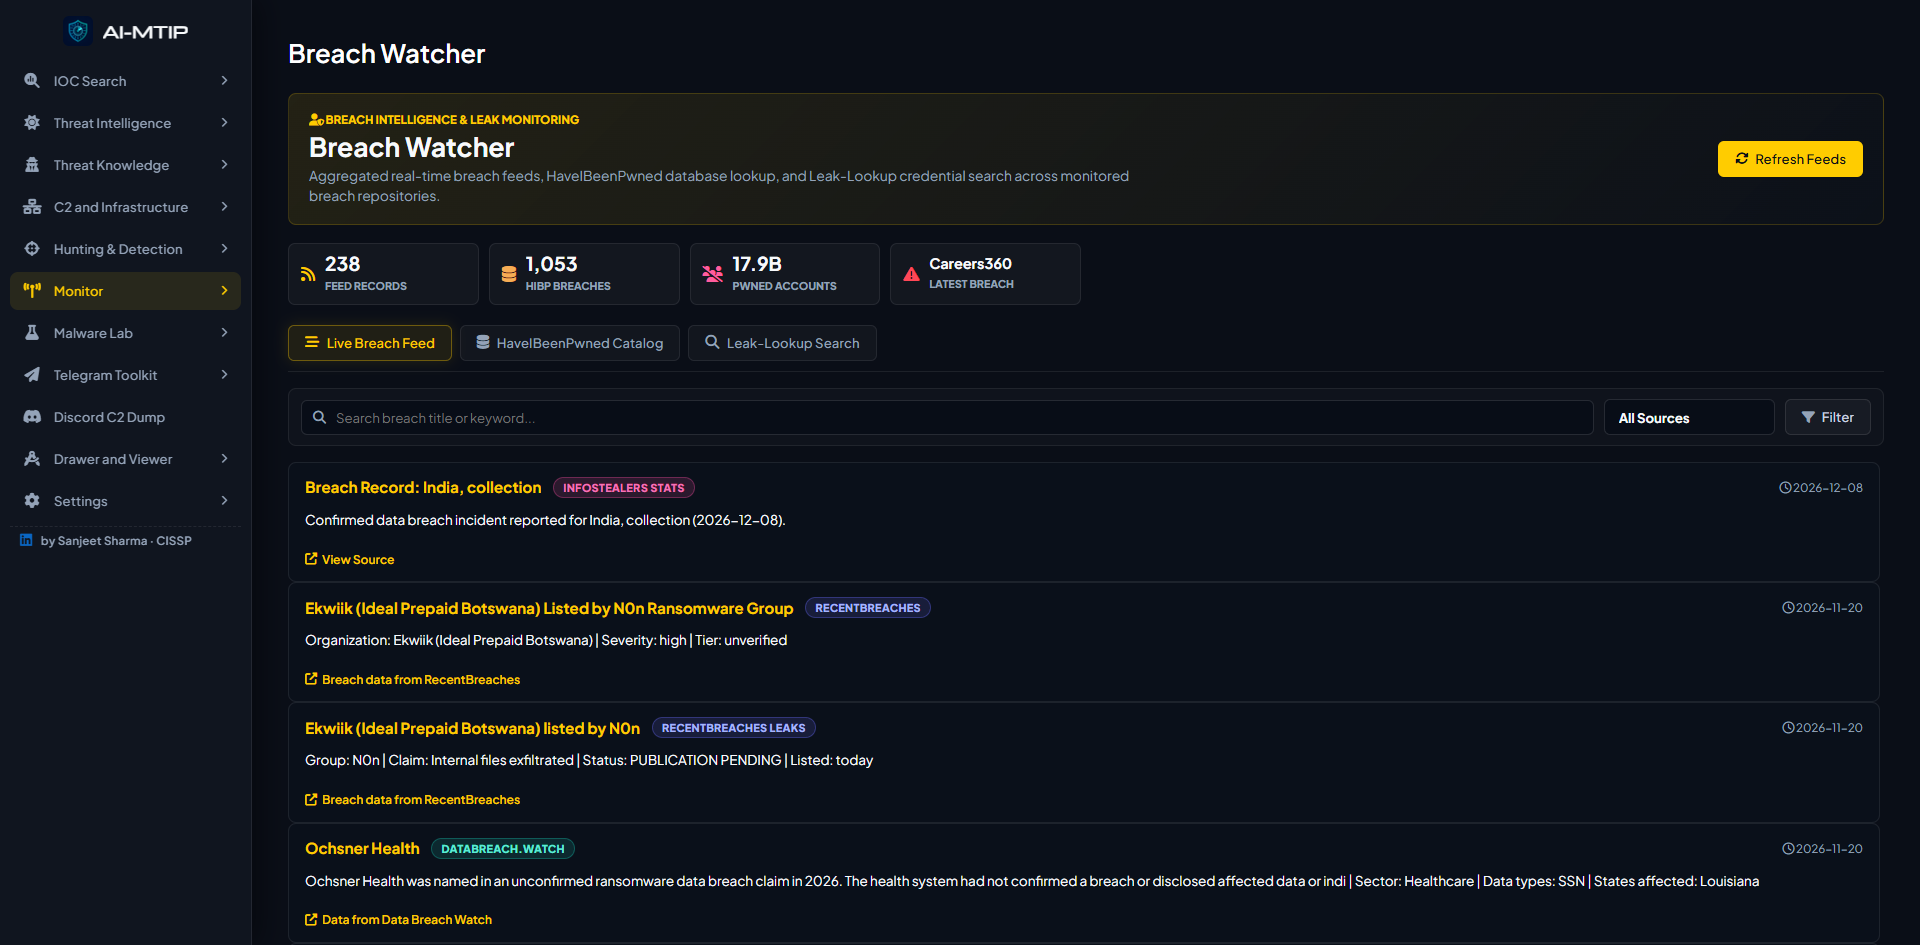 AI-MTIP
IOC Search
Threat Intelligence
Threat Knowledge
C2 and Infrastructure
Hunting & Detection
Monitor
Malware Lab
Telegram Toolkit
Discord C2 Dump
Drawer and Viewer
Settings
by Sanjeet Sharma · CISSP
Breach Watcher
BREACH INTELLIGENCE & LEAK MONITORING
Breach Watcher
Aggregated real-time breach feeds, HaveIBeenPwned database lookup, and Leak-Lookup credential search across monitored
breach repositories.
Refresh Feeds
238
FEED RECORDS
1,053
HIBP BREACHES
17.9B
PWNED ACCOUNTS
Careers360
LATEST BREACH
Live Breach Feed
HaveIBeenPwned Catalog
Leak-Lookup Search
Search breach title or keyword...
All Sources
Filter
Breach Record: India, collection INFOSTEALERS STATS 2026-12-08
Confirmed data breach incident reported for India, collection (2026-12-08).
View Source
Ekwiik (Ideal Prepaid Botswana) Listed by N0n Ransomware Group RECENTBREACHES 2026-11-20
Organization: Ekwiik (Ideal Prepaid Botswana) | Severity: high | Tier: unverified
Breach data from RecentBreaches
Ekwiik (Ideal Prepaid Botswana) listed by N0n RECENTBREACHES LEAKS 2026-11-20
Group: N0n | Claim: Internal files exfiltrated | Status: PUBLICATION PENDING | Listed: today
Breach data from RecentBreaches
Ochsner Health DATABREACH.WATCH 2026-11-20
Ochsner Health was named in an unconfirmed ransomware data breach claim in 2026. The health system had not confirmed a breach or disclosed affected data or indi | Sector: Healthcare | Data types: SSN | States affected: Louisiana
Data from Data Breach Watch